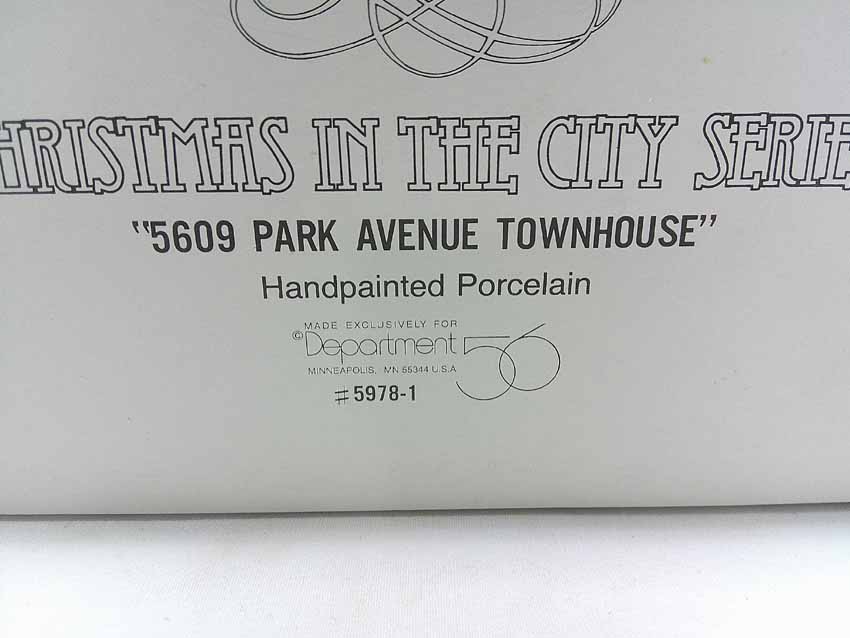 HRISTMAS IN THE CITY SERIE
"5609 PARK AVENUE TOWNHOUSE"
Handpainted Porcelain
MADE EXCLUSIVELY FOR
©Department 56
MINNEAPOLIS, MN 55344 U.S.A
#5978-1